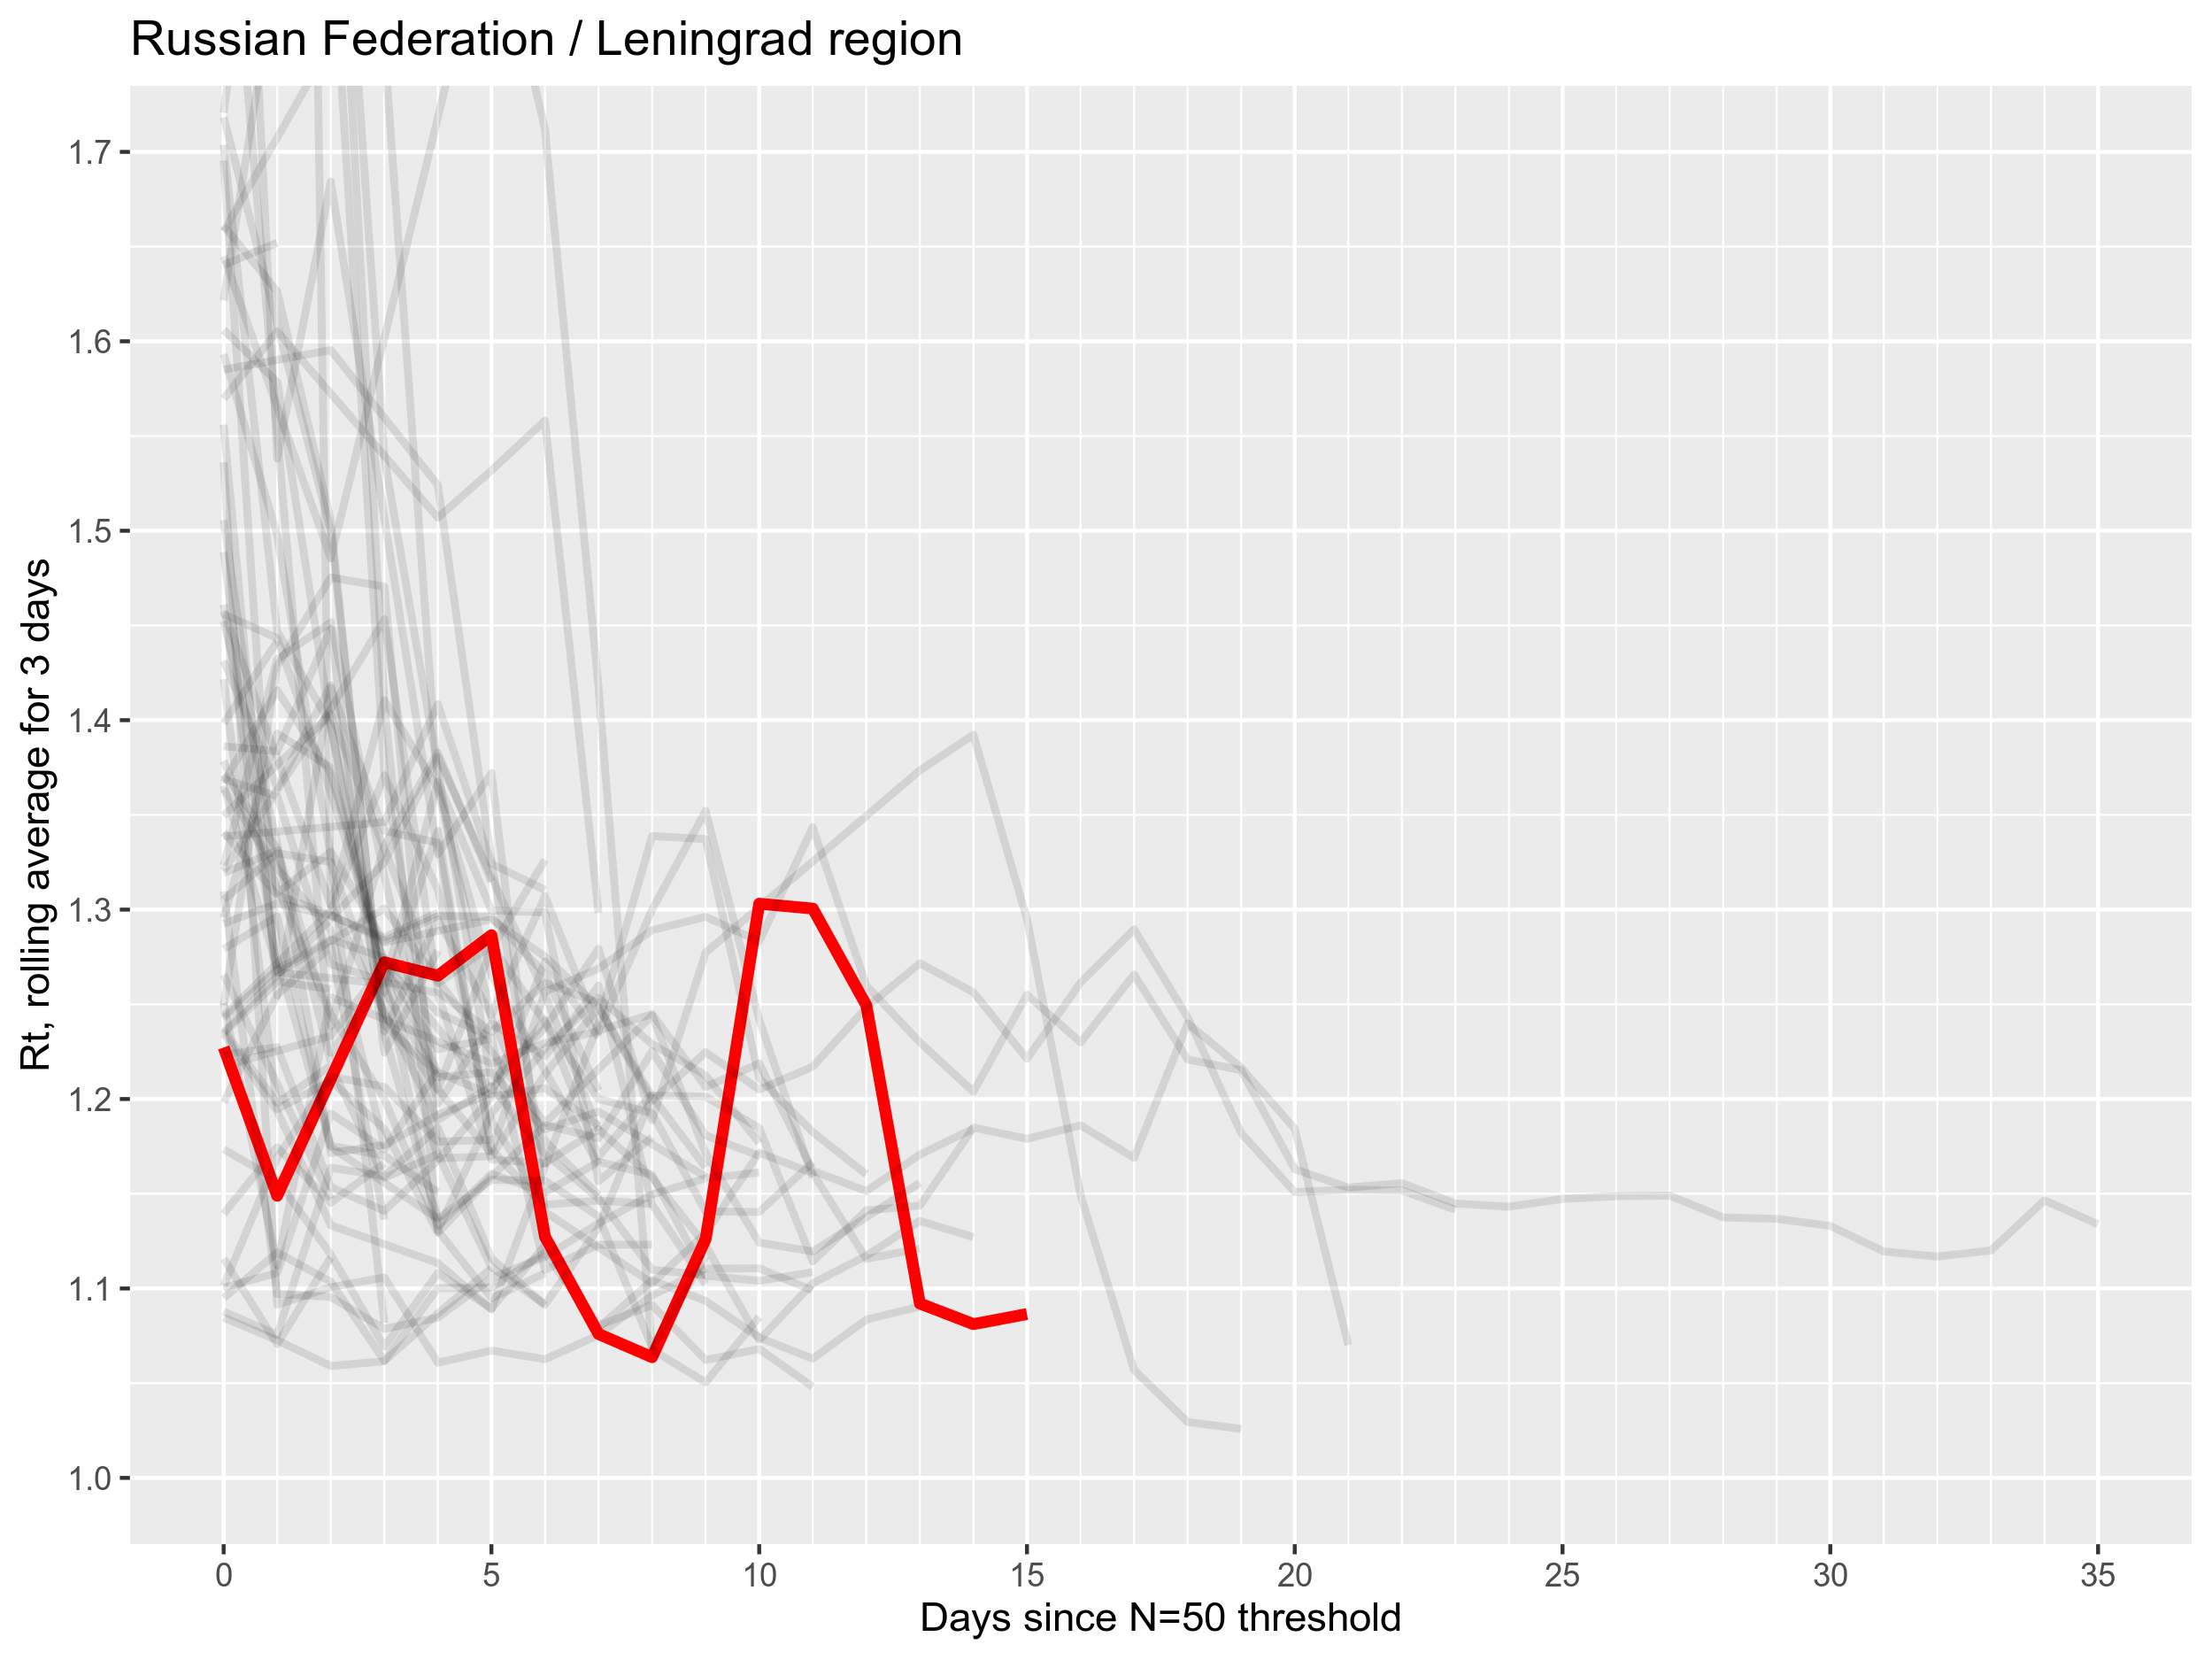 Russian Federation / Leningrad region
Rt, rolling average for 3 days
1.7
1.6
1.5
1.4
1.3
1.2
1.1
1.0
0 5 10 15 20 25 30 35
Days since N=50 threshold